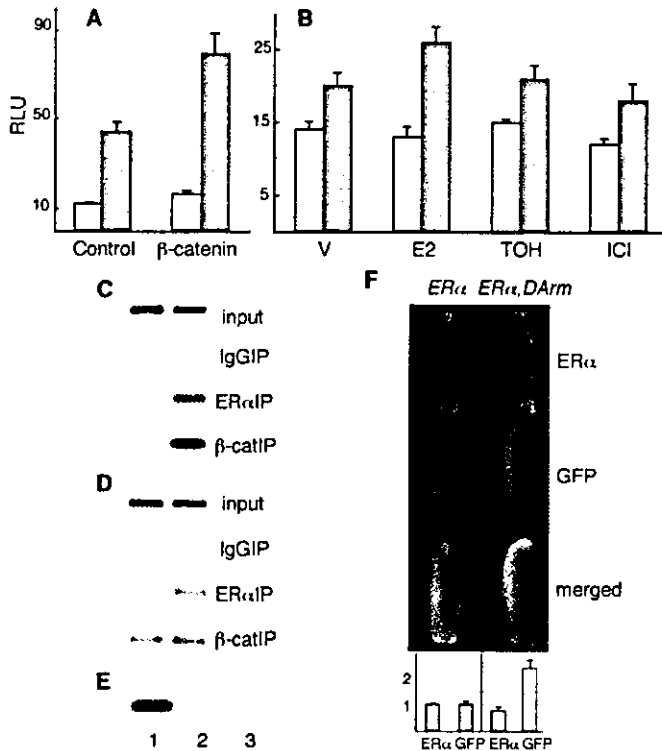 A
B
RLU
90
50
10
25
15
5
Control β-catenin
V E2 TOH ICI
C
input
IgGIP
ERαIP
β-catIP
D
input
IgGIP
ERαIP
β-catIP
E
1 2 3
F
ERα ERα, DArm
ERα
GFP
merged
2
1
ERα GFP ERα GFP